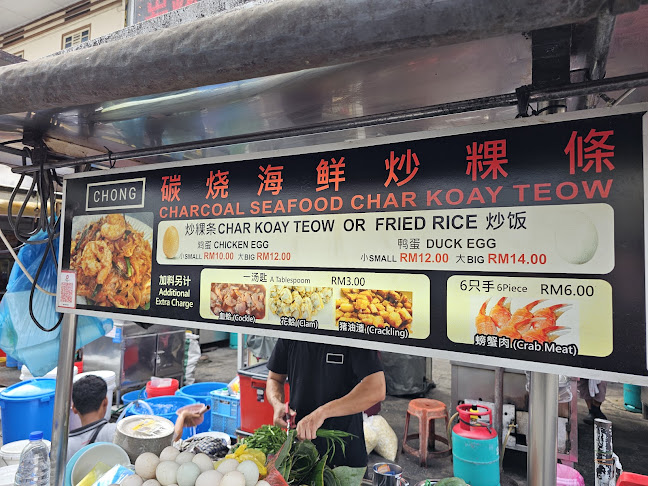 CHONG
碳烧海鲜炒粿條
CHARCOAL SEAFOOD CHAR KOAY TEOW
炒粿条 CHAR KOAY TEOW OR FRIED RICE 炒饭
鸡蛋 CHICKEN EGG
小SMALL RM10.00 大BIG RM12.00
鸭蛋 DUCK EGG
小SMALL RM12.00 大BIG RM14.00
加料另计
Additional
Extra Charge
一汤匙 A Tablespoon RM3.00
(Cockle)
花蛤 (Clam)
猪油渣 (Crackling)
6只手 6Piece RM6.00
螃蟹肉 (Crab Meat)